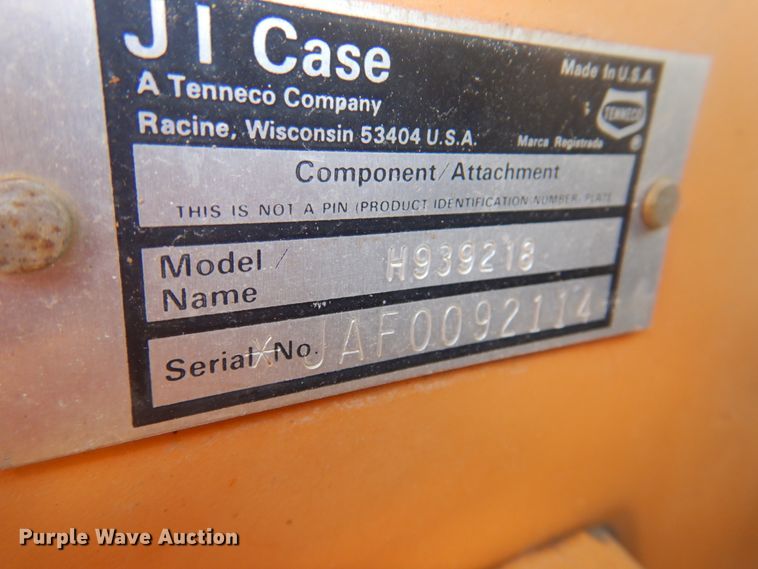 JI Case
A Tenneco Company
Racine, Wisconsin 53404 U.S.A.
Made In U.S.A.
TENNECO
Marca Registrada ®
Component/Attachment
THIS IS NOT A PIN (PRODUCT IDENTIFICATION NUMBER) PLATE
Model/
Name
H939218
Serial No.
*JAF0092114
Purple Wave Auction